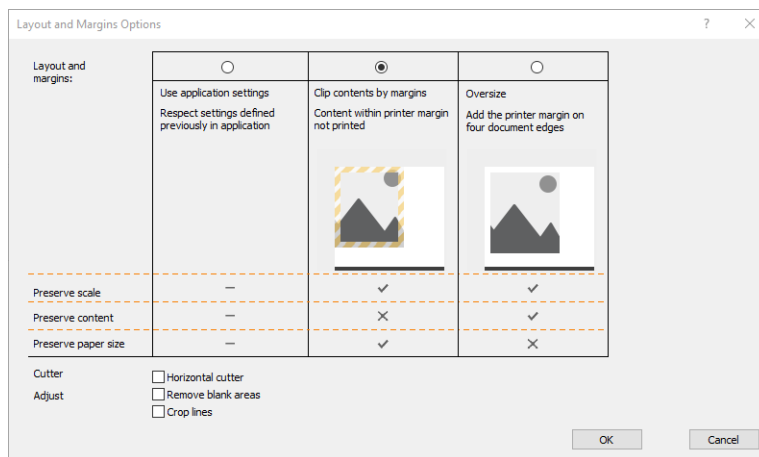 Layout and Margins Options
?
Layout and
margins:
Use application settings
Respect settings defined
previously in application
Clip contents by margins
Content within printer margin
not printed
Oversize
Add the printer margin on
four document edges
Preserve scale
Preserve content
Preserve paper size
Cutter
Horizontal cutter
Adjust
Remove blank areas
Crop lines
OK
Cancel